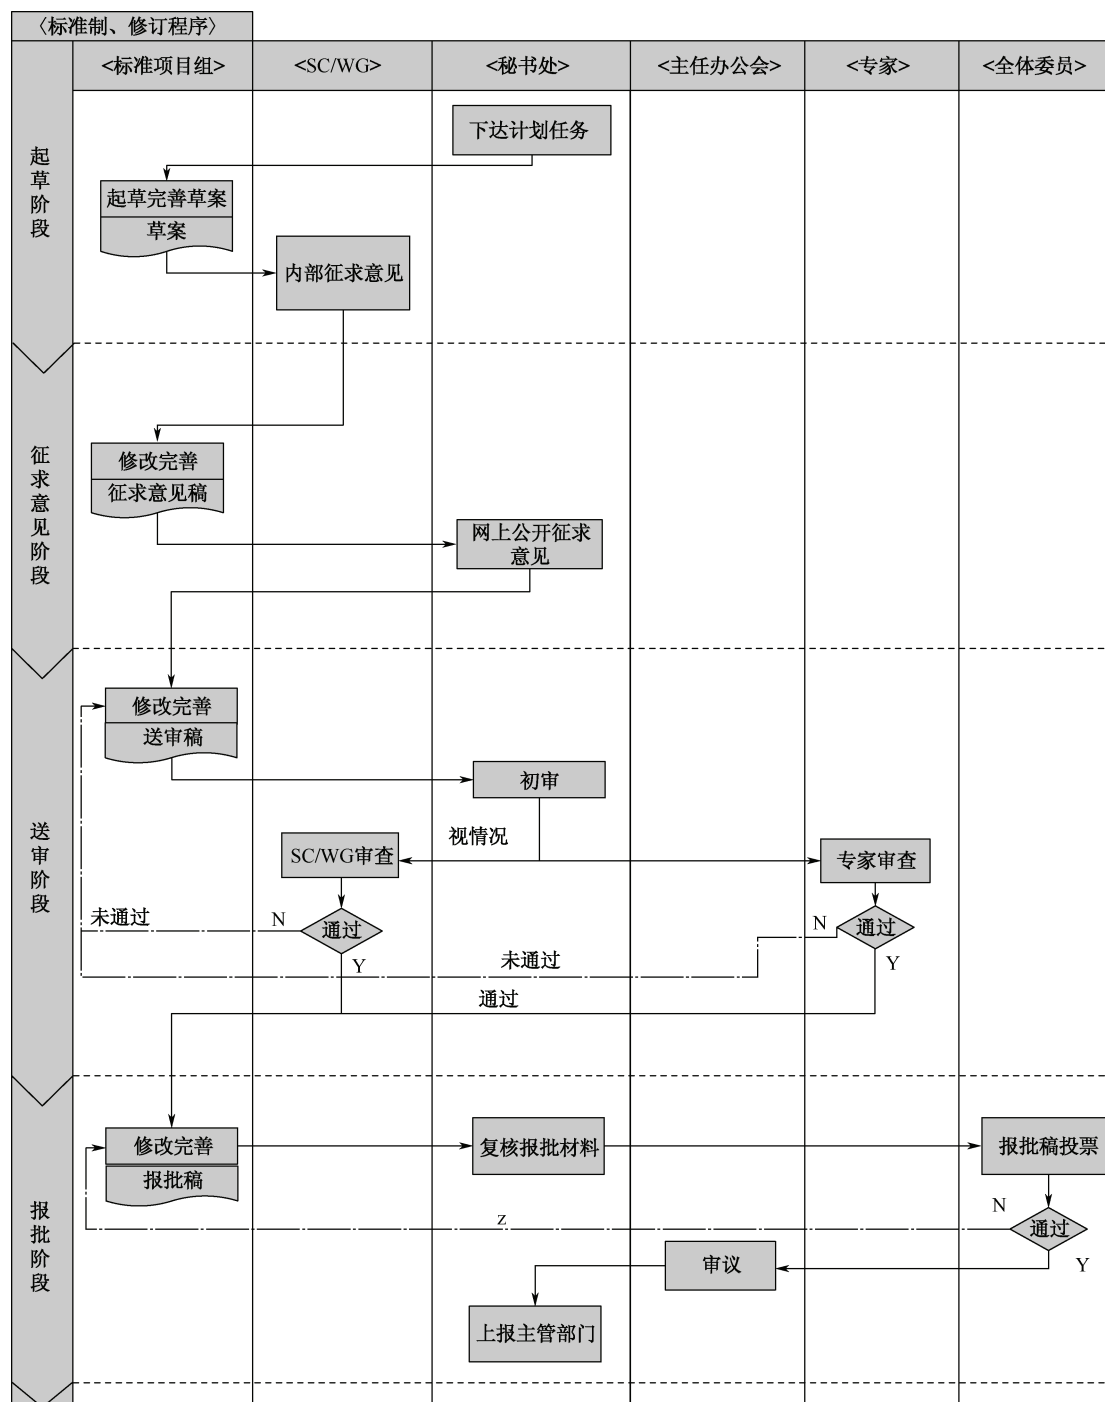 〈标准制、修订程序〉
<标准项目组>
<SC/WG>
<秘书处>
<主任办公会>
<专家>
<全体委员>
起草阶段
下达计划任务
起草完善草案
草案
内部征求意见
征求意见阶段
修改完善
征求意见稿
网上公开征求
意见
送审阶段
修改完善
送审稿
初审
视情况
SC/WG审查
专家审查
未通过
N
通过
Y
N
通过
Y
未通过
通过
报批阶段
修改完善
报批稿
复核报批材料
报批稿投票
N
通过
Y
z
审议
上报主管部门